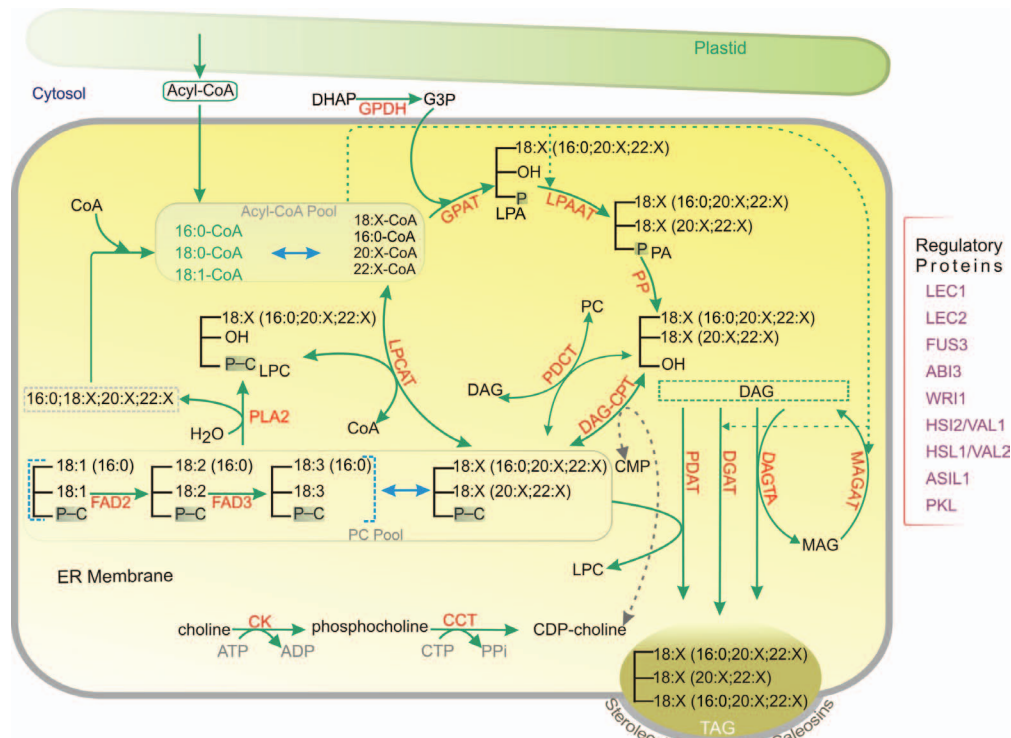 Plastid
Cytosol
Acyl-CoA
DHAP
GPDH
G3P
CoA
Acyl-CoA Pool
16:0-CoA
18:0-CoA
18:1-CoA
18:X-CoA
16:0-CoA
20:X-CoA
22:X-CoA
GPAT
18:X (16:0;20:X;22:X)
OH
P
LPA
LPAAT
18:X (16:0;20:X;22:X)
18:X (20:X;22:X)
P PA
PP
18:X (16:0;20:X;22:X)
18:X (20:X;22:X)
OH
DAG
PC
PDCT
DAG
DAG-CPT
CMP
18:X (16:0;20:X;22:X)
OH
P–C LPC
LPCAT
CoA
16:0;18:X;20:X;22:X
PLA2
H2O
18:1 (16:0)
18:1
P–C
FAD2
18:2 (16:0)
18:2
P–C
FAD3
18:3 (16:0)
18:3
P–C
18:X (16:0;20:X;22:X)
18:X (20:X;22:X)
P–C
PC Pool
LPC
PDAT
DGAT
DAGTA
MAGAT
MAG
ER Membrane
choline
CK
ATP
ADP
phosphocholine
CCT
CTP
PPi
CDP-choline
18:X (16:0;20:X;22:X)
18:X (20:X;22:X)
18:X (16:0;20:X;22:X)
TAG
Regulatory
Proteins
LEC1
LEC2
FUS3
ABI3
WRI1
HSI2/VAL1
HSL1/VAL2
ASIL1
PKL